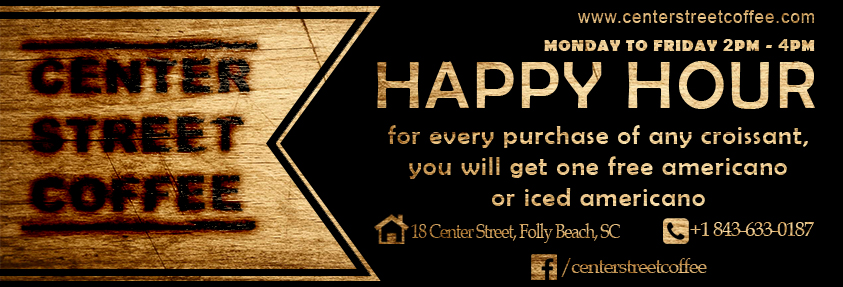 CENTER
STREET
COFFEE
www.centerstreetcoffee.com
MONDAY TO FRIDAY 2PM - 4PM
HAPPY HOUR
for every purchase of any croissant,
you will get one free americano
or iced americano
18 Center Street, Folly Beach, SC
+1 843-633-0187
f /centerstreetcoffee